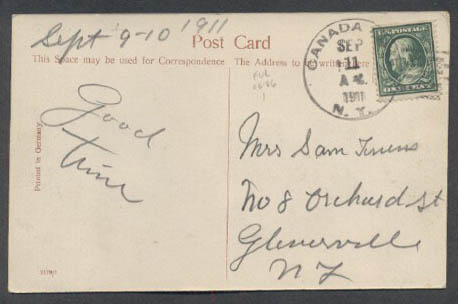 Sept 9-10 1911
Post Card
This Space may be used for Correspondence
The Address to be written here
CANADA
SEP
11
A M
1911
N. Y.
U.S. POSTAGE
ONE CENT
Good
time
Mrs Sam
No 8 Orchard st
N Y
Printed in Germany